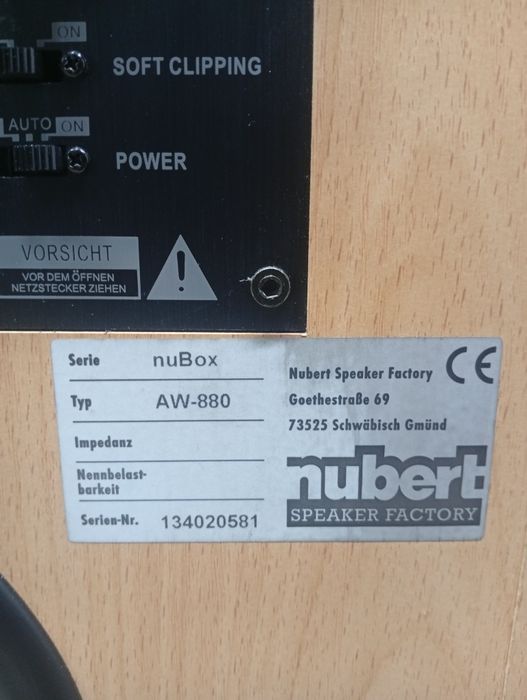 ON
SOFT CLIPPING
AUTO ON
POWER
VORSICHT
VOR DEM ÖFFNEN
NETZSTECKER ZIEHEN
!
Serie nuBox
Typ AW-880
Impedanz
Nennbelast-
barkeit
Serien-Nr. 134020581
Nubert Speaker Factory CE
Goethestraße 69
73525 Schwäbisch Gmünd
nubert
SPEAKER FACTORY